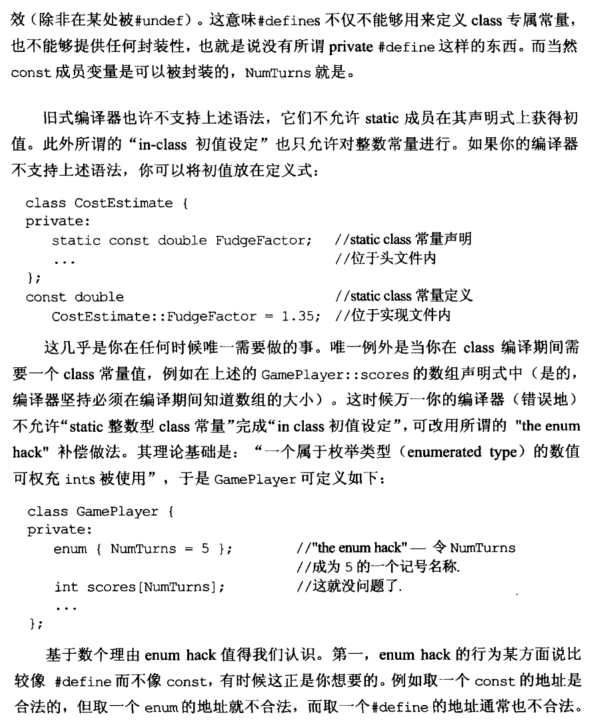 效（除非在某处被#undef）。这意味#defines 不仅不能够用来定义 class 专属常量，
也不能够提供任何封装性，也就是说没有所谓 private #define 这样的东西。而当然
const 成员变量是可以被封装的，NumTurns 就是。
旧式编译器也许不支持上述语法，它们不允许 static 成员在其声明式上获得初
值。此外所谓的“in-class 初值设定”也只允许对整数常量进行。如果你的编译器
不支持上述语法，你可以将初值放在定义式：
class CostEstimate {
private:
static const double FudgeFactor; //static class 常量声明
... //位于头文件内
};
const double //static class 常量定义
CostEstimate::FudgeFactor = 1.35; //位于实现文件内
这几乎是你在任何时候唯一需要做的事。唯一例外是当你在 class 编译期间需
要一个 class 常量值，例如在上述的 GamePlayer::scores 的数组声明式中（是的，
编译器坚持必须在编译期间知道数组的大小）。这时候万一你的编译器（错误地）
不允许“static 整数型 class 常量”完成“in class 初值设定”，可改用所谓的 "the enum
hack" 补偿做法。其理论基础是：“一个属于枚举类型（enumerated type）的数值
可权充 ints 被使用”，于是 GamePlayer 可定义如下：
class GamePlayer {
private:
enum { NumTurns = 5 }; //"the enum hack" — 令 NumTurns
//成为 5 的一个记号名称.
int scores[NumTurns]; //这就没问题了.
...
};
基于数个理由 enum hack 值得我们认识。第一，enum hack 的行为某方面说比
较像 #define 而不像 const，有时候这正是你想要的。例如取一个 const 的地址是
合法的，但取一个 enum 的地址就不合法，而取一个#define 的地址通常也不合法。